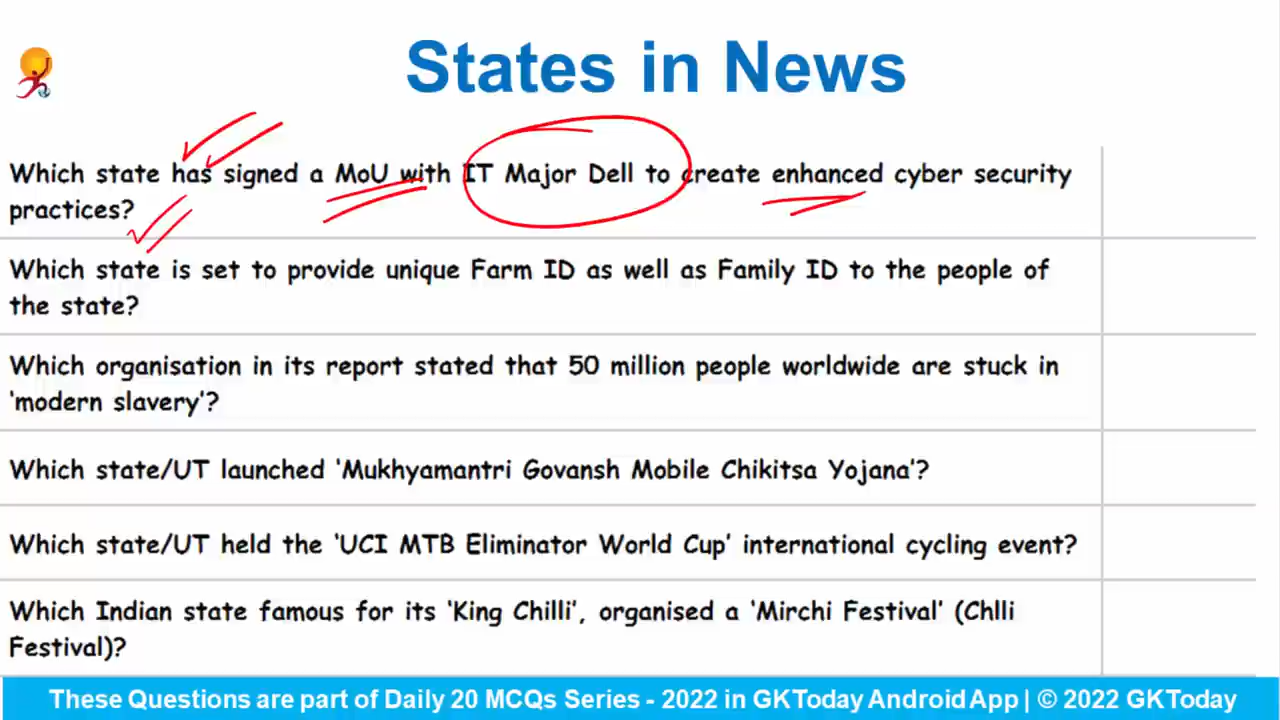 States in News
Which state has signed a MoU with IT Major Dell to create enhanced cyber security
practices?
Which state is set to provide unique Farm ID as well as Family ID to the people of
the state?
Which organisation in its report stated that 50 million people worldwide are stuck in
'modern slavery'?
Which state/UT launched 'Mukhyamantri Govansh Mobile Chikitsa Yojana'?
Which state/UT held the 'UCI MTB Eliminator World Cup' international cycling event?
Which Indian state famous for its 'King Chilli', organised a 'Mirchi Festival' (Chlli
Festival)?
These Questions are part of Daily 20 MCQs Series - 2022 in GKToday Android App | © 2022 GKToday